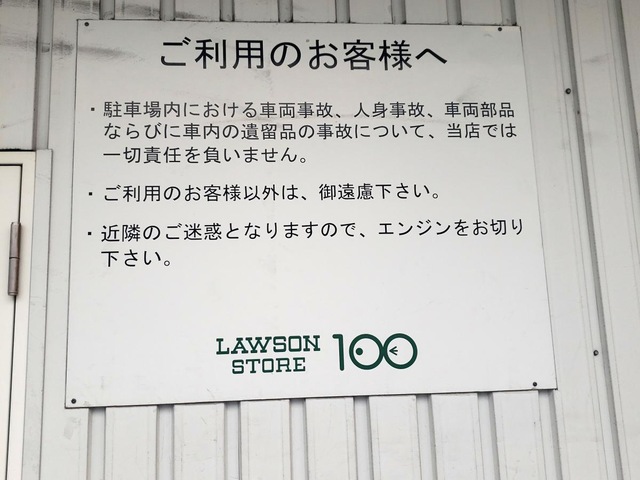 ご利用のお客様へ
・駐車場内における車両事故、人身事故、車両部品
ならびに車内の遺留品の事故について、当店では
一切責任を負いません。
・ご利用のお客様以外は、御遠慮下さい。
・近隣のご迷惑となりますので、エンジンをお切り
下さい。
LAWSON
STORE 100